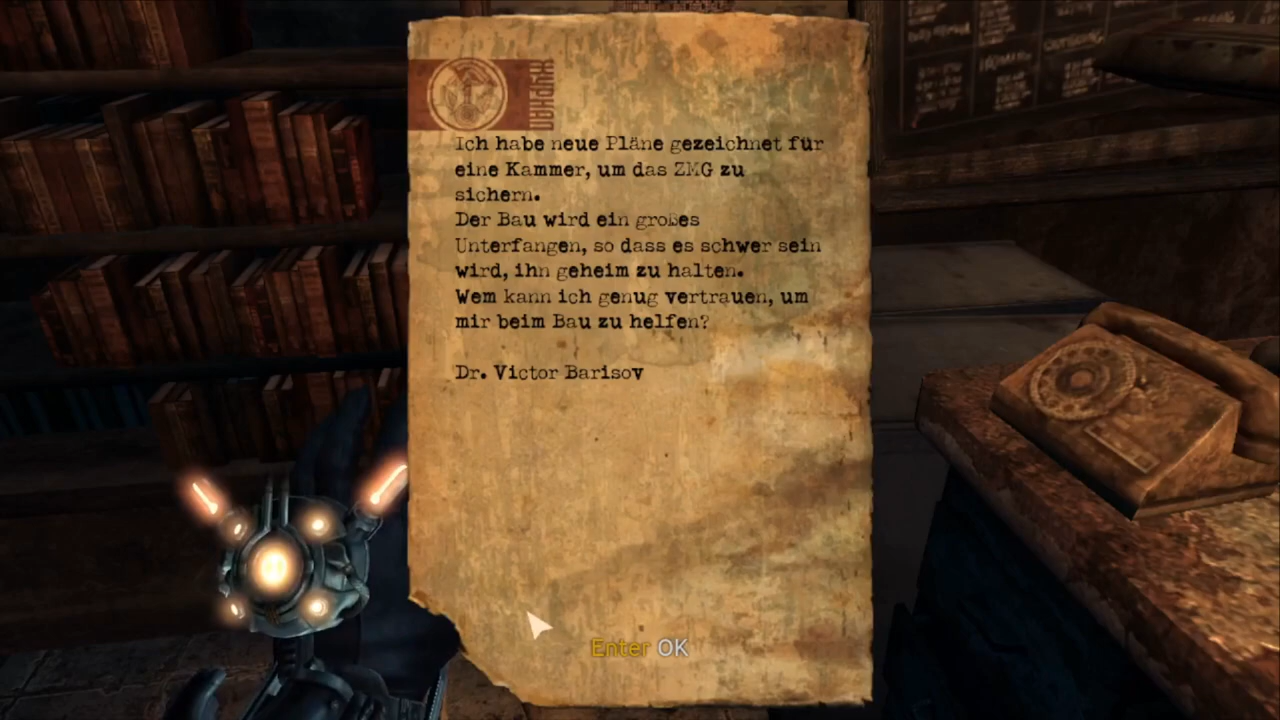 Ich habe neue Pläne gezeichnet für
eine Kammer, um das ZMG zu
sichern.
Der Bau wird ein großes
Unterfangen, so dass es schwer sein
wird, ihn geheim zu halten.
Wem kann ich genug vertrauen, um
mir beim Bau zu helfen?
Dr. Victor Barisov
Enter OK